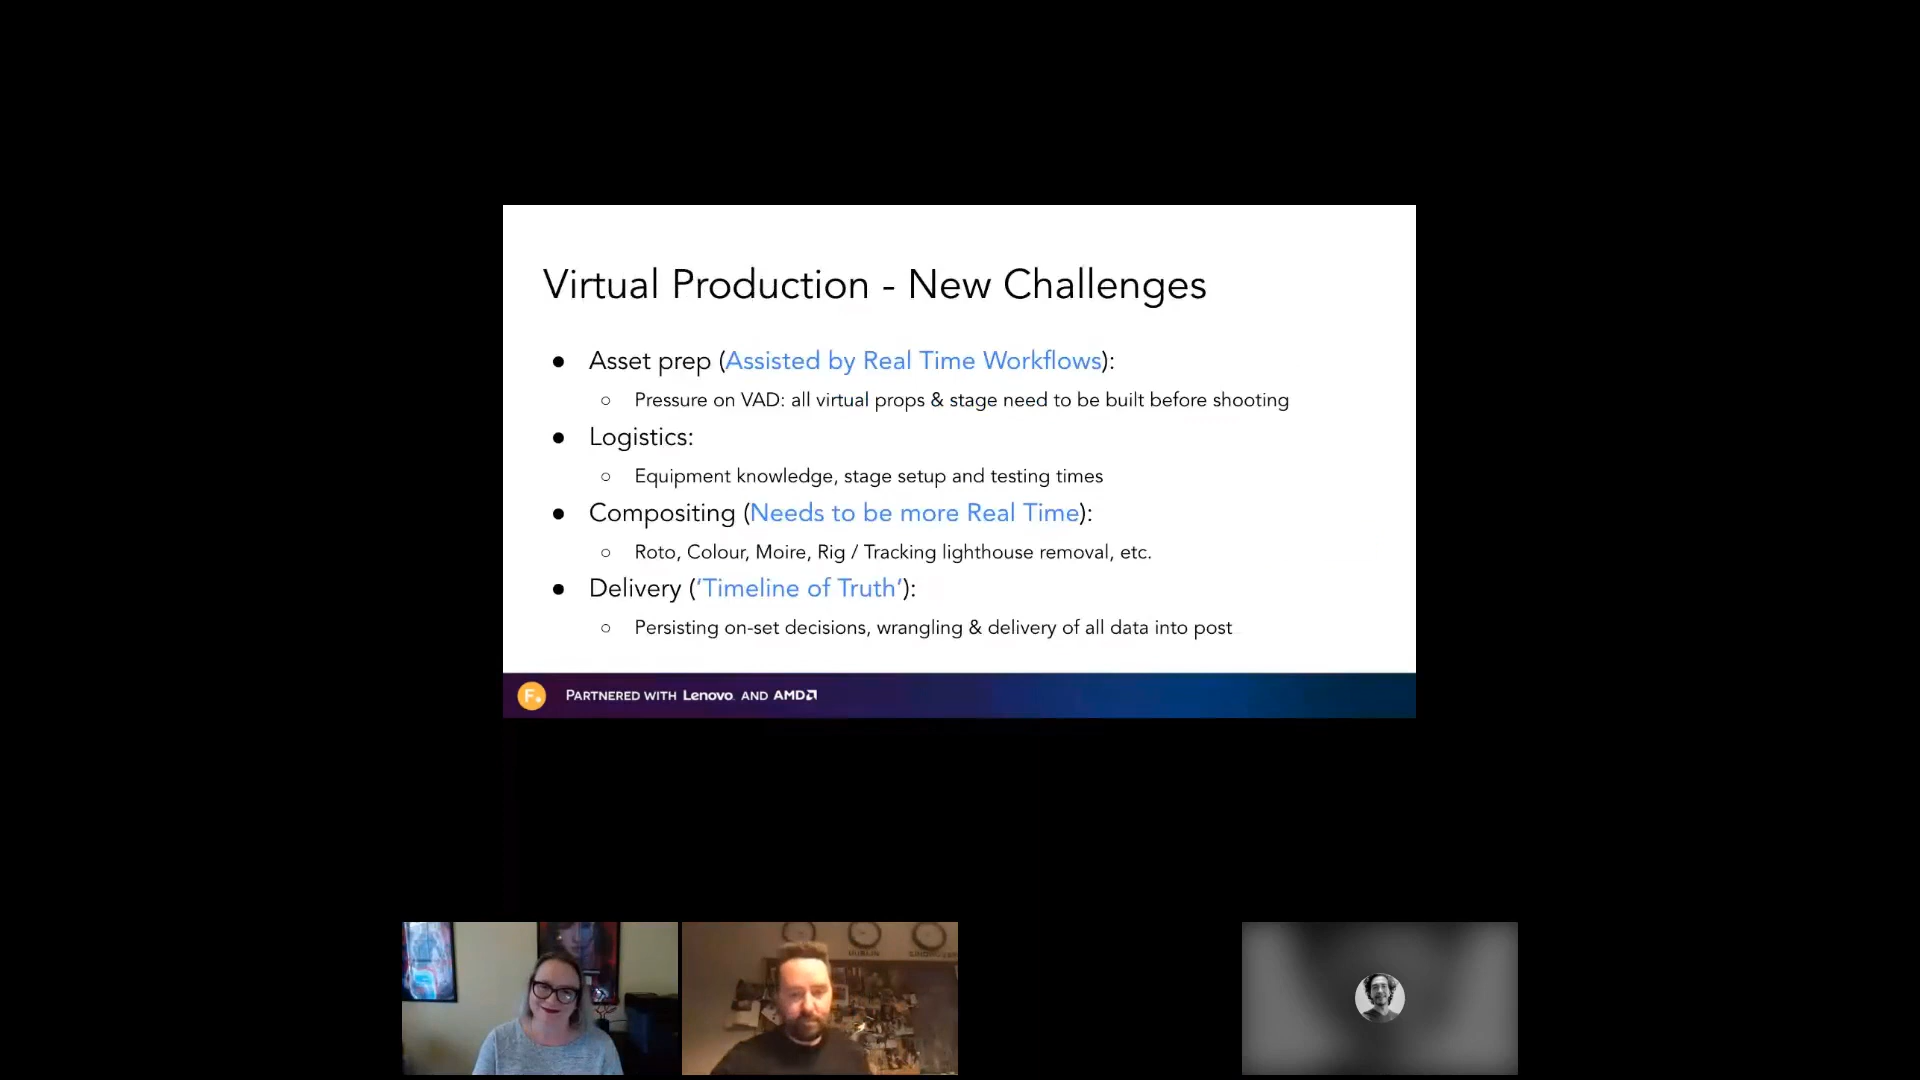 Virtual Production - New Challenges
● Asset prep (Assisted by Real Time Workflows):
○ Pressure on VAD: all virtual props & stage need to be built before shooting
● Logistics:
○ Equipment knowledge, stage setup and testing times
● Compositing (Needs to be more Real Time):
○ Roto, Colour, Moire, Rig / Tracking lighthouse removal, etc.
● Delivery (‘Timeline of Truth’):
○ Persisting on-set decisions, wrangling & delivery of all data into post
F. PARTNERED WITH Lenovo. AND AMD
DUBLIN